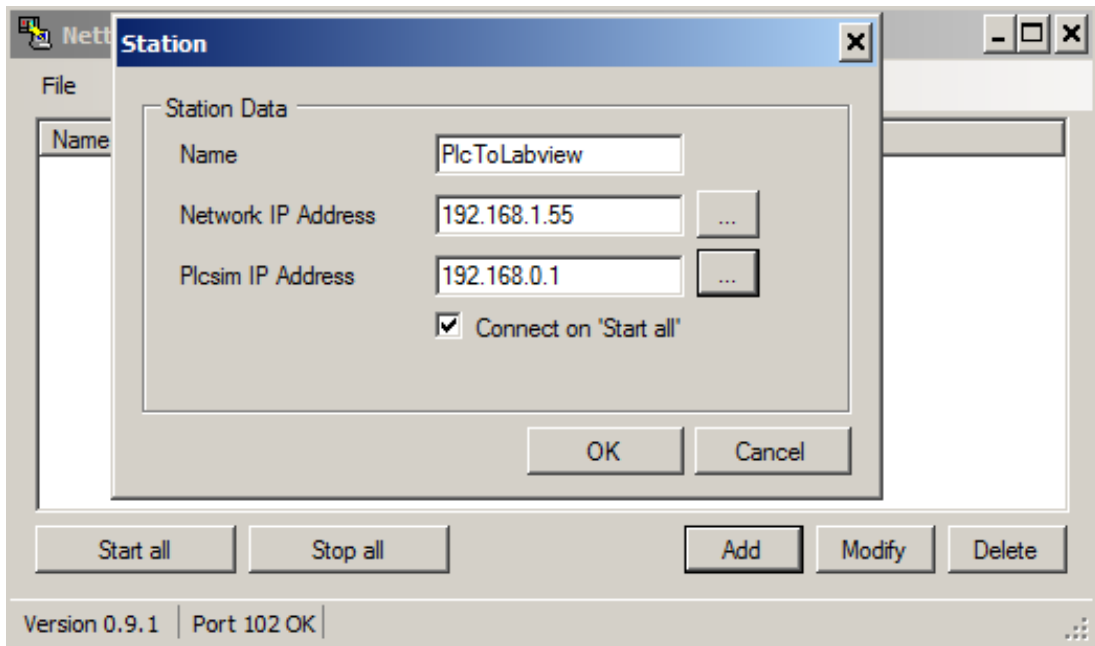 Nett
Station
File
Station Data
Name
Name
PlcToLabview
Network IP Address
192.168.1.55
...
Plcsim IP Address
192.168.0.1
...
Connect on 'Start all'
OK
Cancel
Start all
Stop all
Add
Modify
Delete
Version 0.9.1
Port 102 OK